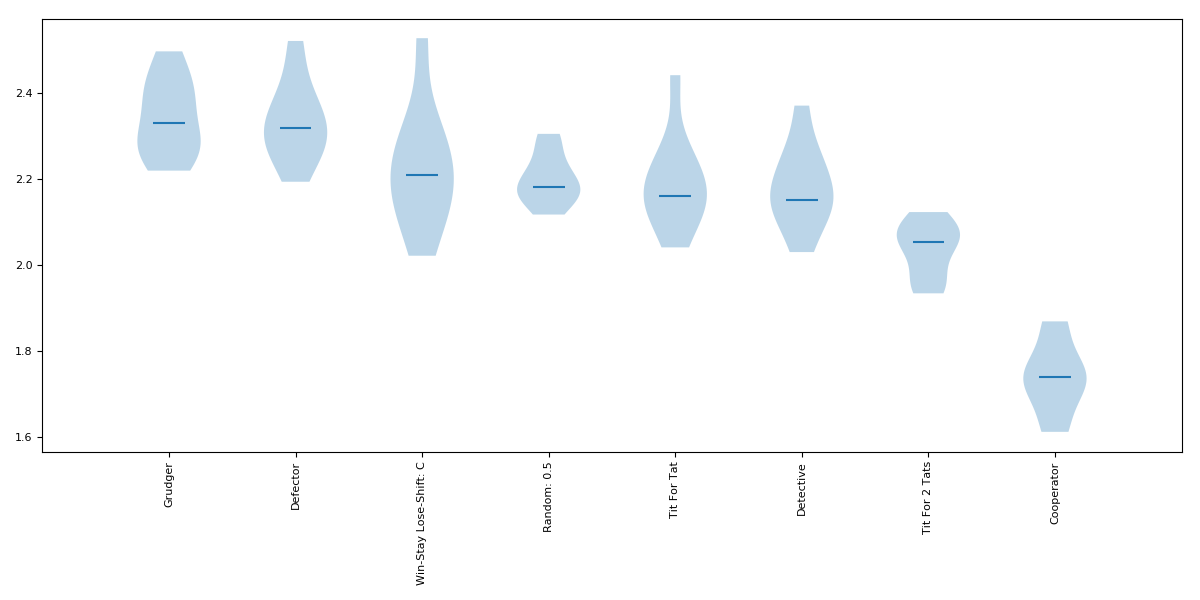 2.4
2.2
2.0
1.8
1.6
Grudger
Defector
Win-Stay Lose-Shift: C
Random: 0.5
Tit For Tat
Detective
Tit For 2 Tats
Cooperator